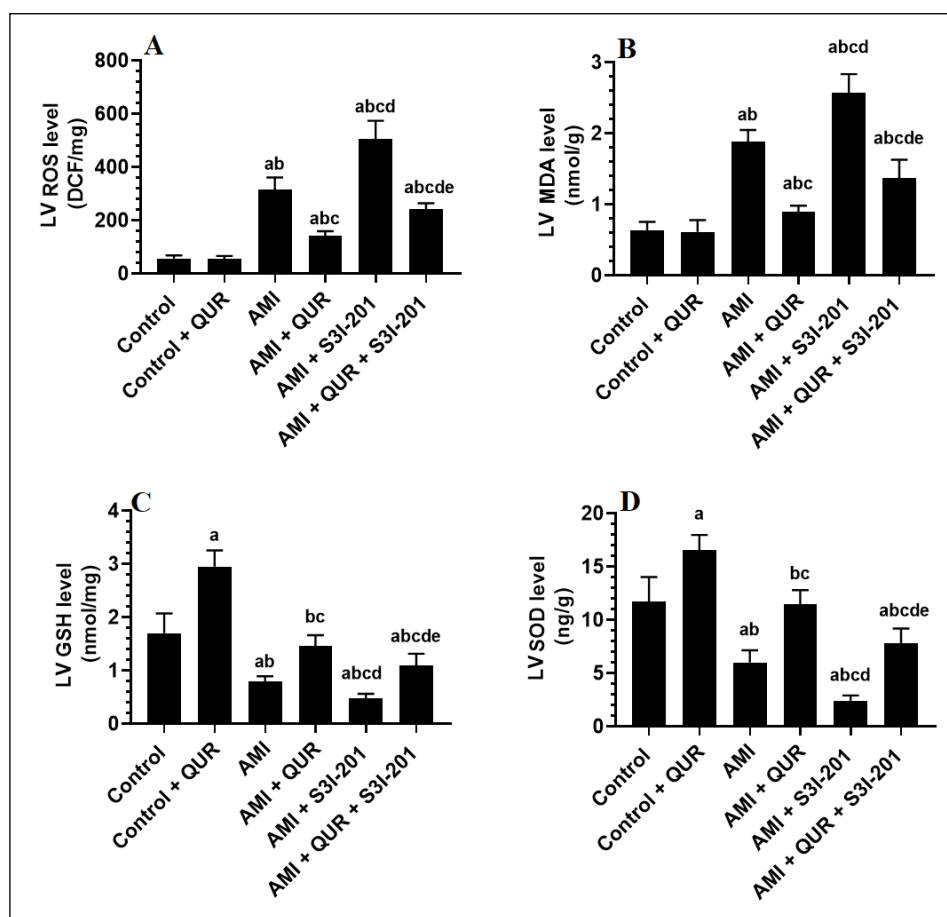 A
LV ROS level
(DCF/mg)
800
600
400
200
0
ab
abc
abcd
abcde
Control
Control + QUR
AMI
AMI + QUR
AMI + S3I-201
AMI + QUR + S3I-201
B
LV MDA level
(nmol/g)
3
2
1
0
ab
abc
abcd
abcde
Control
Control + QUR
AMI
AMI + QUR
AMI + S3I-201
AMI + QUR + S3I-201
C
LV GSH level
(nmol/mg)
4
3
2
1
0
a
ab
bc
abcd
abcde
Control
Control + QUR
AMI
AMI + QUR
AMI + S3I-201
AMI + QUR + S3I-201
D
LV SOD level
(ng/g)
20
15
10
5
0
a
ab
bc
abcd
abcde
Control
Control + QUR
AMI
AMI + QUR
AMI + S3I-201
AMI + QUR + S3I-201